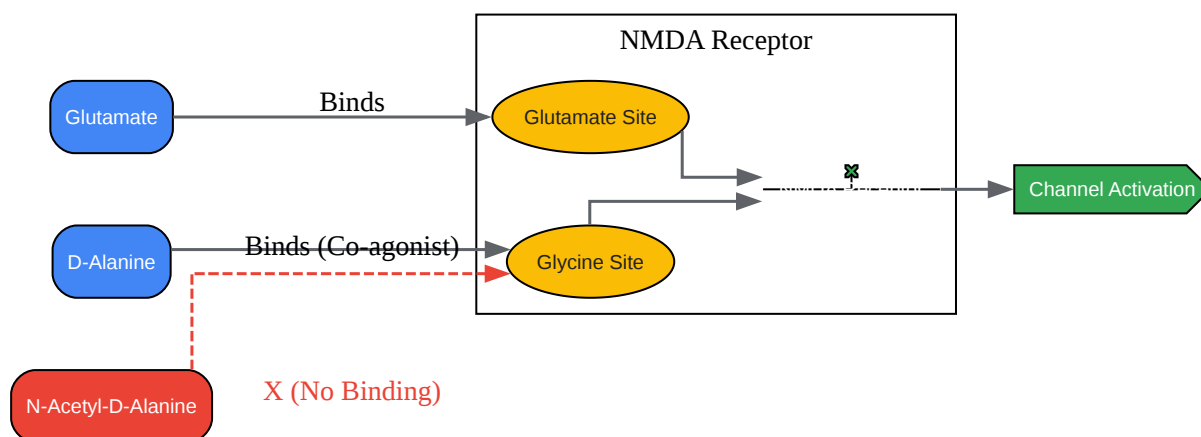 NMDA Receptor
Glutamate
Binds
Glutamate Site
Channel Activation
D-Alanine
Binds (Co-agonist)
Glycine Site
N-Acetyl-D-Alanine
X (No Binding)